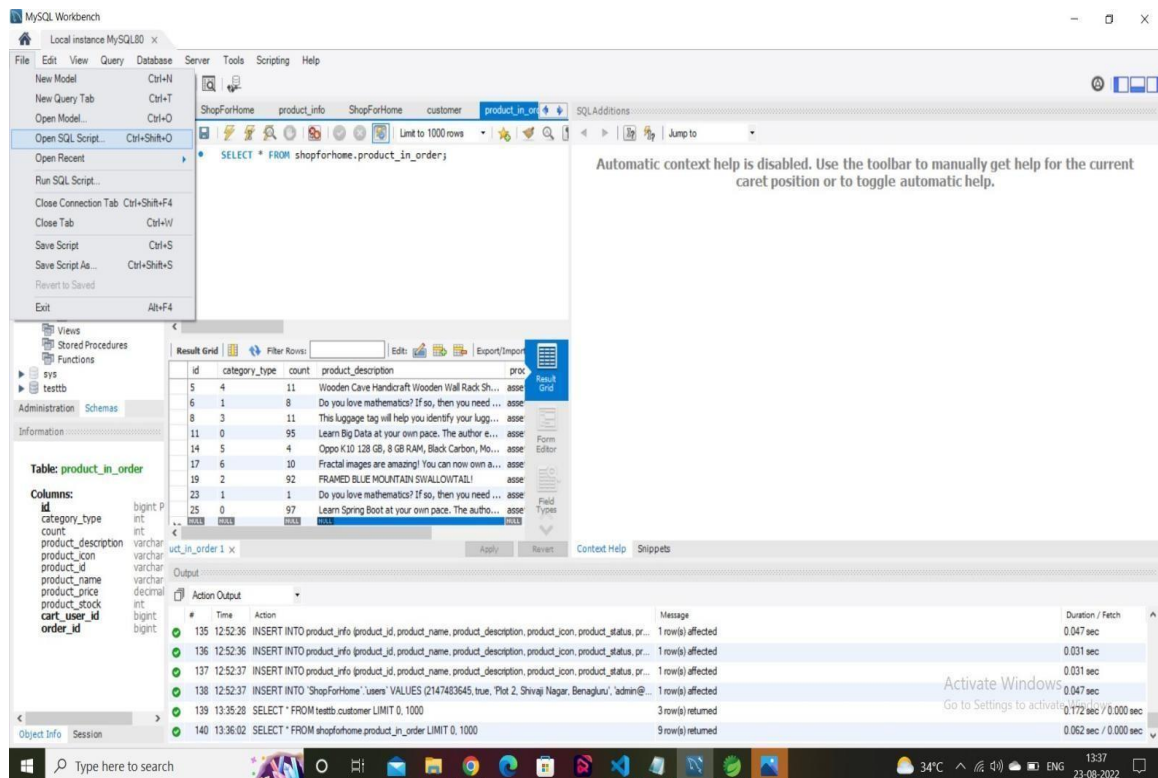 MySQL Workbench
Local instance MySQL80 ×
File Edit View Query Database Server Tools Scripting Help
New Model Ctrl+N
New Query Tab Ctrl+T
Open Model... Ctrl+O
Open SQL Script... Ctrl+Shift+O
Open Recent
Run SQL Script...
Close Connection Tab Ctrl+Shift+F4
Close Tab Ctrl+W
Save Script Ctrl+S
Save Script As... Ctrl+Shift+S
Revert to Saved
Exit Alt+F4
Views
Stored Procedures
Functions
sys
testtb
Administration Schemas
Information
Table: product_in_order
Columns:
id bigint P
category_type int
count int
product_description varchar
product_icon varchar
product_id varchar
product_name varchar
product_price decimal
product_stock int
cart_user_id bigint
order_id bigint
Object Info Session
ShopForHome product_info ShopForHome customer product_in_or
Limit to 1000 rows
SELECT * FROM shopforhome.product_in_order;
Result Grid Filter Rows: Edit: Export/Import
id category_type count product_description proc
5 4 11 Wooden Cave Handicraft Wooden Wall Rack Sh... asse
6 1 8 Do you love mathematics? If so, then you need ... asse
8 3 11 This luggage tag will help you identify your lugg... asse
11 0 95 Learn Big Data at your own pace. The author e... asse
14 5 4 Oppo K10 128 GB, 8 GB RAM, Black Carbon, Mo... asse
17 6 10 Fractal images are amazing! You can now own a... asse
19 2 92 FRAMED BLUE MOUNTAIN SWALLOWTAIL! asse
23 1 1 Do you love mathematics? If so, then you need ... asse
25 0 97 Learn Spring Boot at your own pace. The autho... asse
NULL NULL NULL NULL NULL
Result Grid
Form Editor
Field Types
uct_in_order 1 × Apply Revert
SQLAdditions
Jump to
Automatic context help is disabled. Use the toolbar to manually get help for the current
caret position or to toggle automatic help.
Context Help Snippets
Output
Action Output
# Time Action Message Duration / Fetch
135 12:52:36 INSERT INTO product_info (product_id, product_name, product_description, product_icon, product_status, pr... 1 row(s) affected 0.047 sec
136 12:52:36 INSERT INTO product_info (product_id, product_name, product_description, product_icon, product_status, pr... 1 row(s) affected 0.031 sec
137 12:52:37 INSERT INTO product_info (product_id, product_name, product_description, product_icon, product_status, pr... 1 row(s) affected 0.031 sec
138 12:52:37 INSERT INTO `ShopForHome`.`users` VALUES (2147483645, true, 'Plot 2, Shivaji Nagar, Benagluru', 'admin@... 1 row(s) affected 0.047 sec
139 13:35:28 SELECT * FROM testtb.customer LIMIT 0, 1000 3 row(s) returned 0.172 sec / 0.000 sec
140 13:36:02 SELECT * FROM shopforhome.product_in_order LIMIT 0, 1000 9 row(s) returned 0.062 sec / 0.000 sec
Activate Windows
Go to Settings to activate Windows.
Type here to search
34°C ENG 13:37
23-08-2022